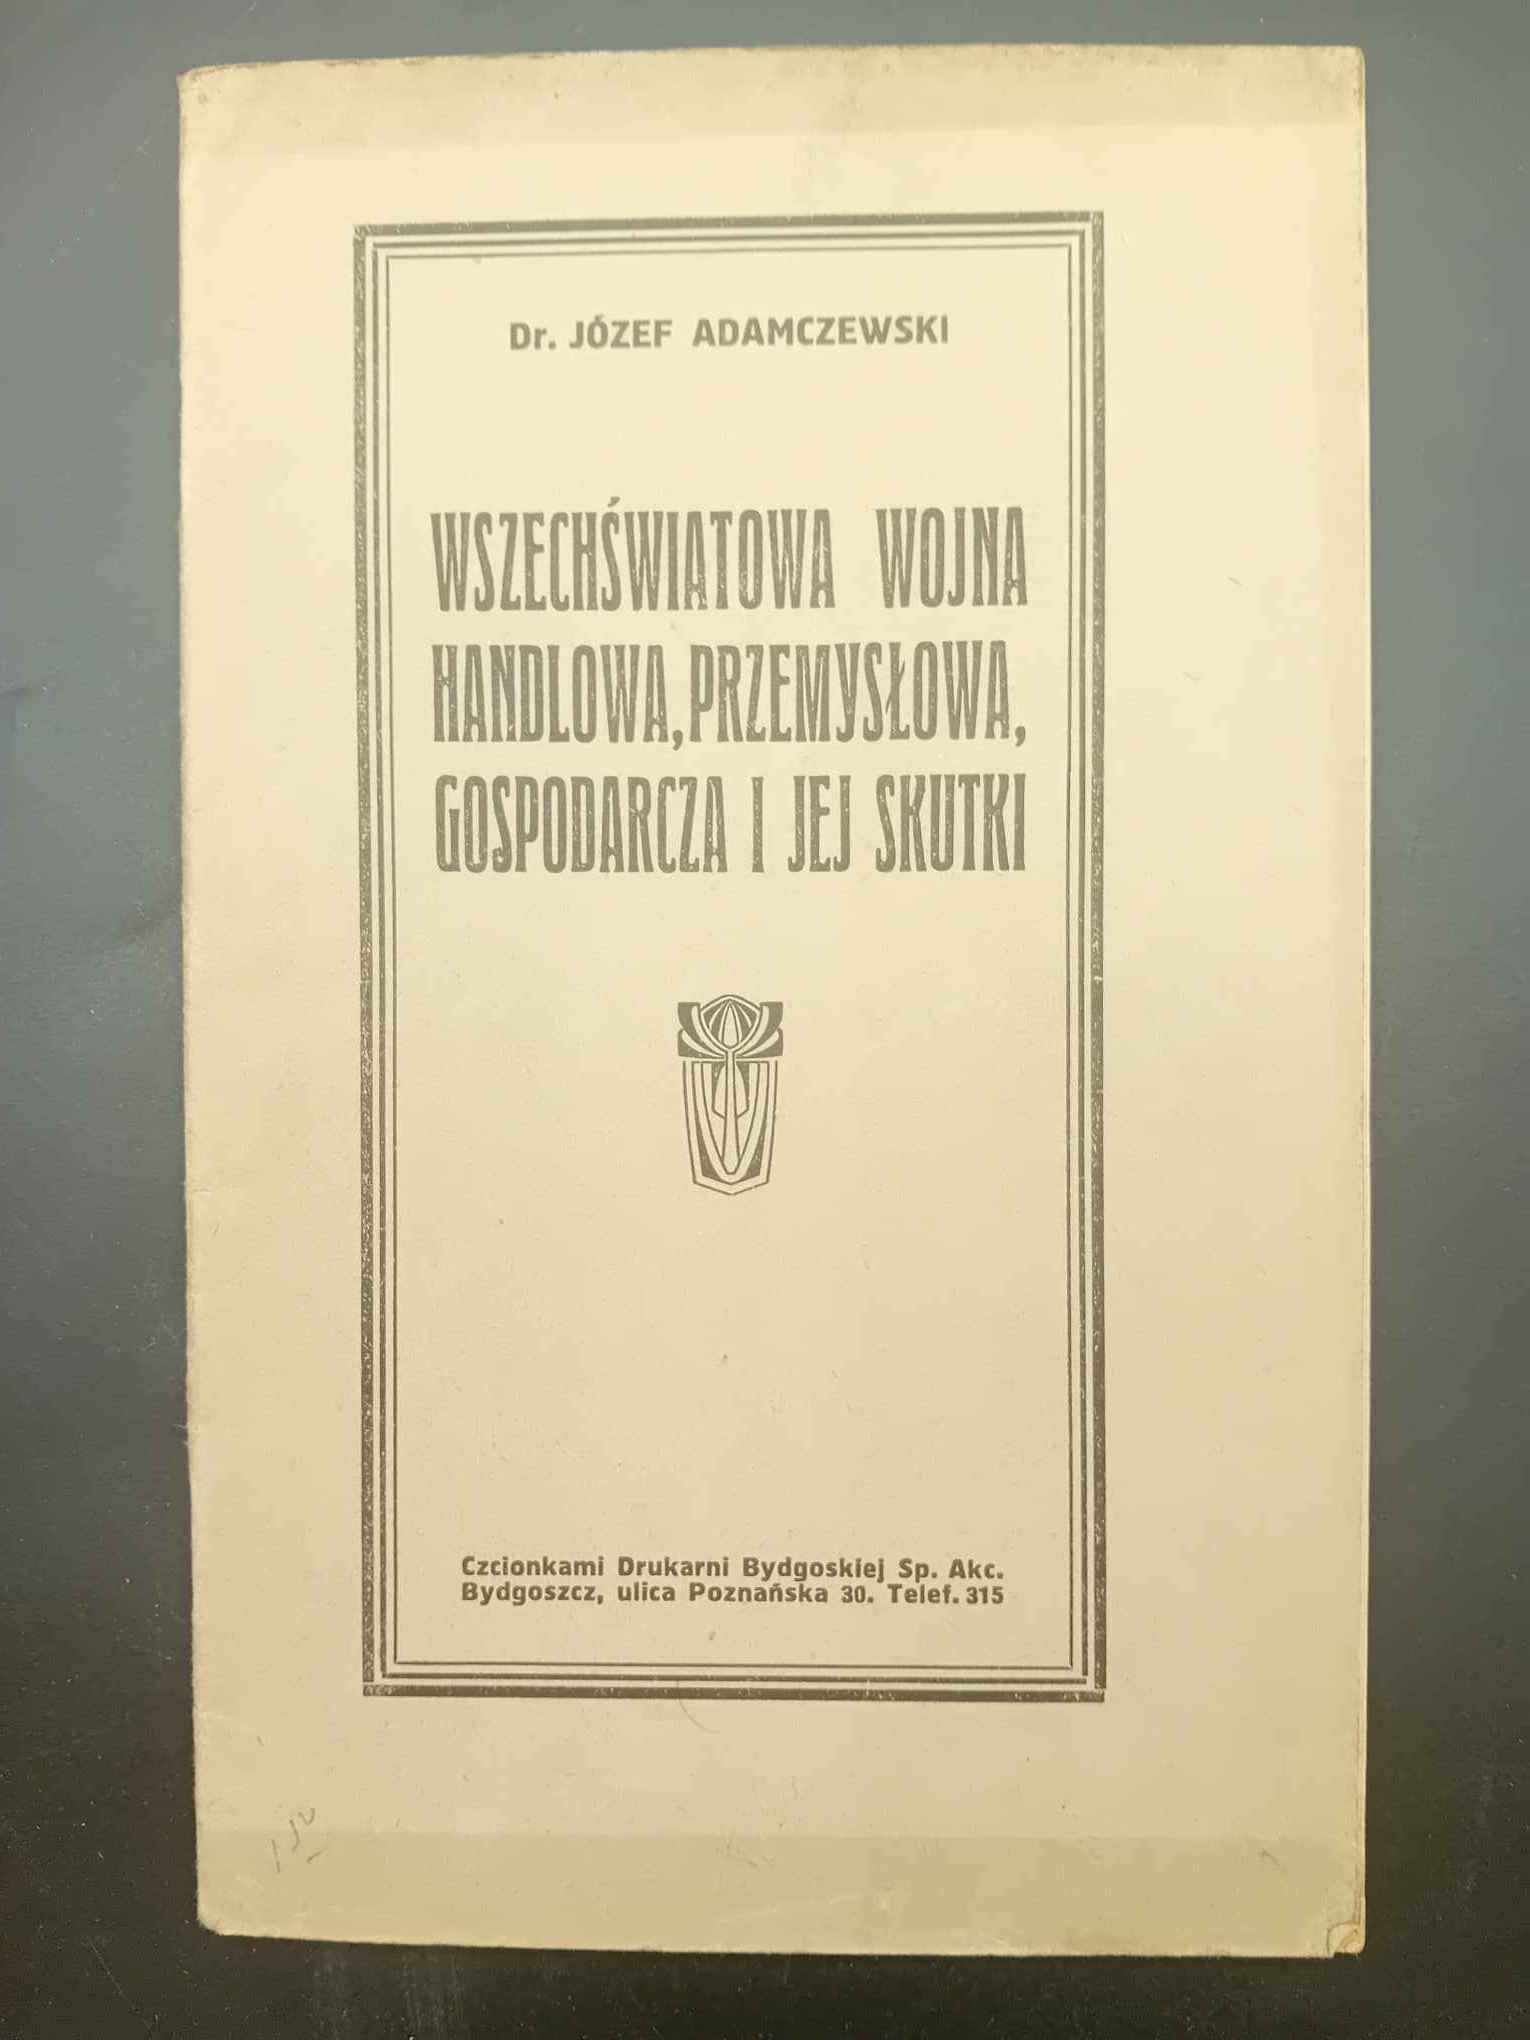 Dr. JÓZEF ADAMCZEWSKI
WSZECHŚWIATOWA WOJNA
HANDLOWA, PRZEMYSŁOWA,
GOSPODARCZA I JEJ SKUTKI
Czcionkami Drukarni Bydgoskiej Sp. Akc.
Bydgoszcz, ulica Poznańska 30. Telef. 315